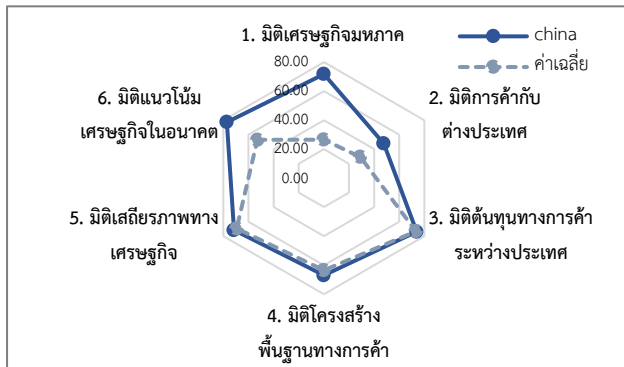 1. มิติเศรษฐกิจมหภาค
china
ค่าเฉลี่ย
80.00
60.00
40.00
20.00
0.00
2. มิติการค้ากับ
ต่างประเทศ
3. มิติต้นทุนทางการค้า
ระหว่างประเทศ
4. มิติโครงสร้าง
พื้นฐานทางการค้า
5. มิติเสถียรภาพทาง
เศรษฐกิจ
6. มิติแนวโน้ม
เศรษฐกิจในอนาคต